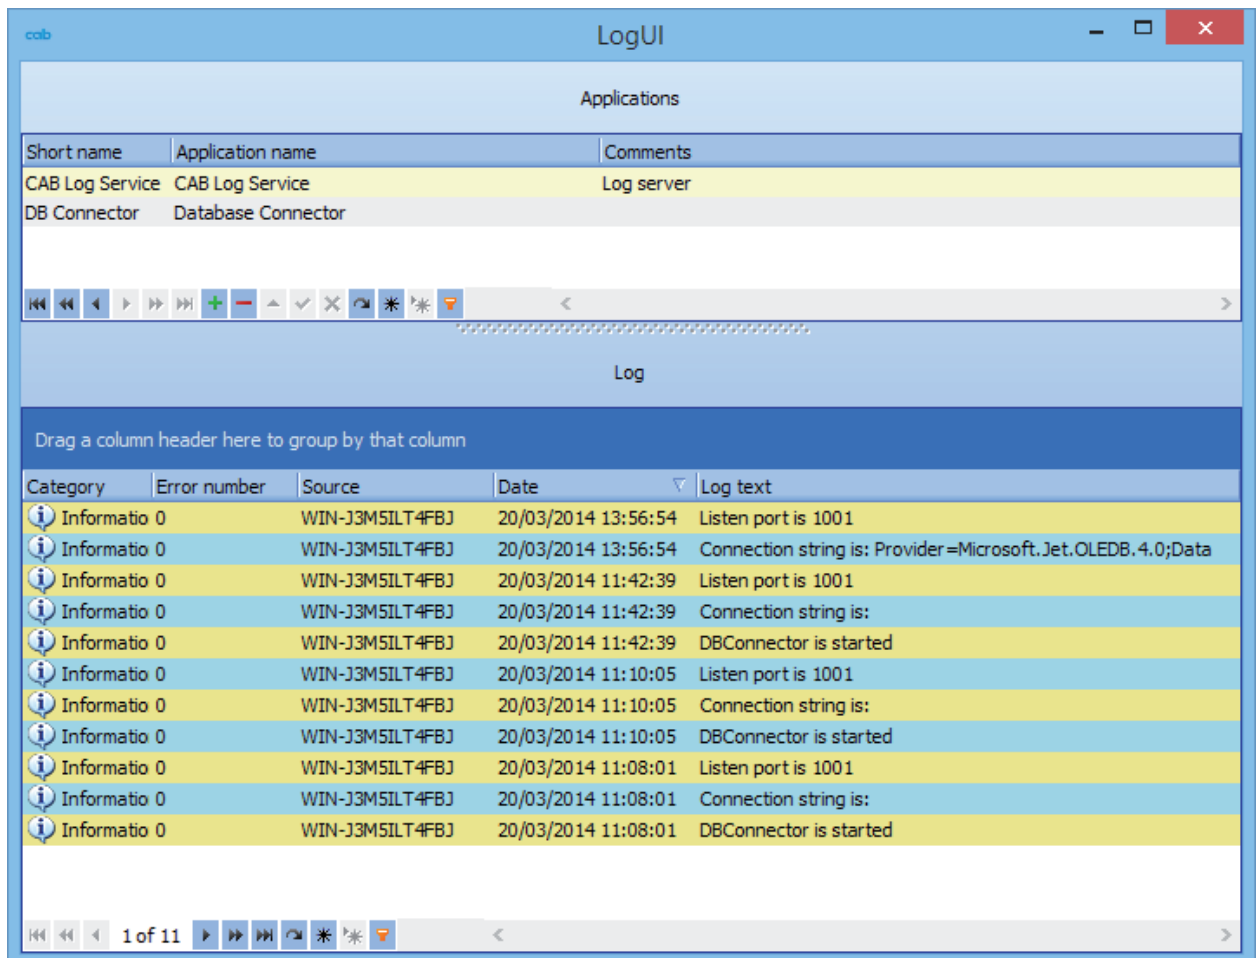 cab LogUI
Applications
Short name Application name Comments
CAB Log Service CAB Log Service Log server
DB Connector Database Connector
Log
Drag a column header here to group by that column
Category Error number Source Date Log text
Informatio 0 WIN-J3M5ILT4FBJ 20/03/2014 13:56:54 Listen port is 1001
Informatio 0 WIN-J3M5ILT4FBJ 20/03/2014 13:56:54 Connection string is: Provider=Microsoft.Jet.OLEDB.4.0;Data
Informatio 0 WIN-J3M5ILT4FBJ 20/03/2014 11:42:39 Listen port is 1001
Informatio 0 WIN-J3M5ILT4FBJ 20/03/2014 11:42:39 Connection string is:
Informatio 0 WIN-J3M5ILT4FBJ 20/03/2014 11:42:39 DBConnector is started
Informatio 0 WIN-J3M5ILT4FBJ 20/03/2014 11:10:05 Listen port is 1001
Informatio 0 WIN-J3M5ILT4FBJ 20/03/2014 11:10:05 Connection string is:
Informatio 0 WIN-J3M5ILT4FBJ 20/03/2014 11:10:05 DBConnector is started
Informatio 0 WIN-J3M5ILT4FBJ 20/03/2014 11:08:01 Listen port is 1001
Informatio 0 WIN-J3M5ILT4FBJ 20/03/2014 11:08:01 Connection string is:
Informatio 0 WIN-J3M5ILT4FBJ 20/03/2014 11:08:01 DBConnector is started
1 of 11